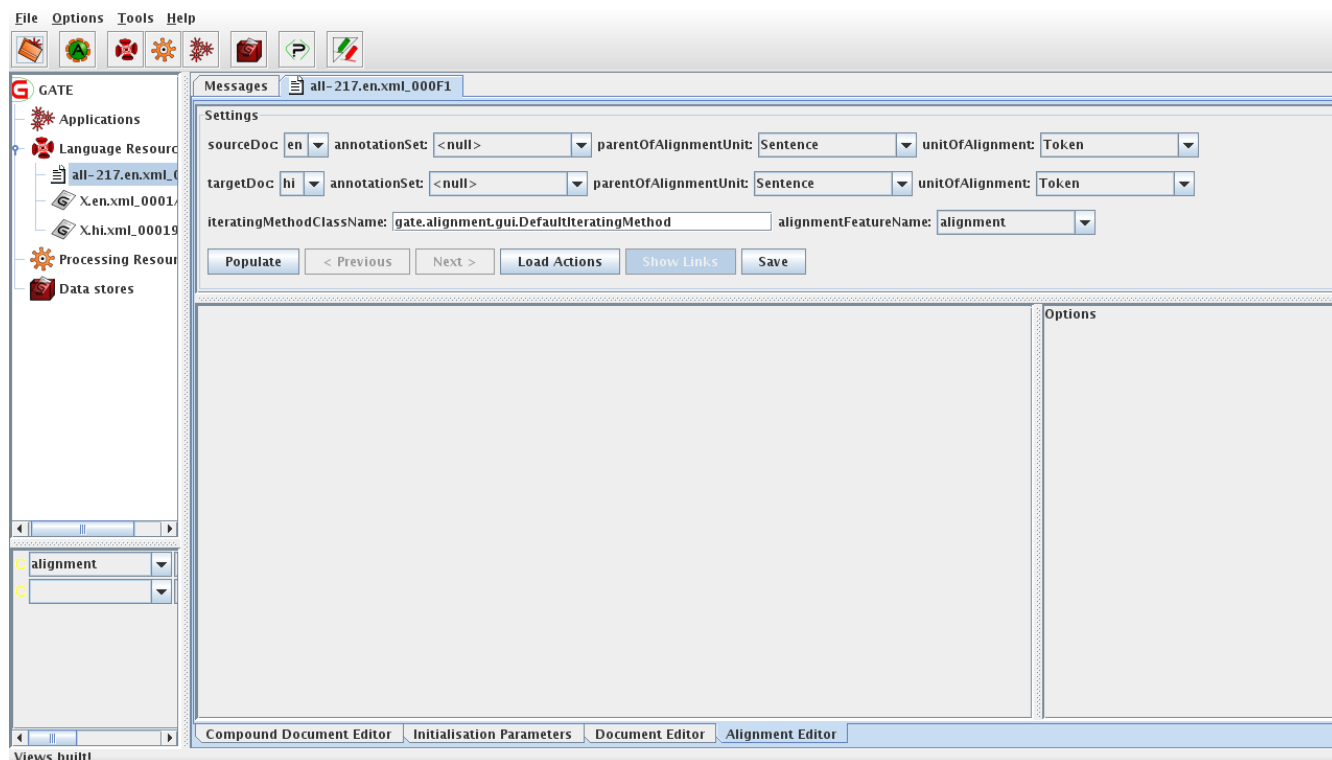 File Options Tools Help
GATE
Applications
Language Resourc
all-217.en.xml_0
X.en.xml_0001
X.hi.xml_00019
Processing Resour
Data stores
alignment
Messages all-217.en.xml_000F1
Settings
sourceDoc: en annotationSet: <null> parentOfAlignmentUnit: Sentence unitOfAlignment: Token
targetDoc: hi annotationSet: <null> parentOfAlignmentUnit: Sentence unitOfAlignment: Token
iteratingMethodClassName: gate.alignment.gui.DefaultIteratingMethod alignmentFeatureName: alignment
Populate < Previous Next > Load Actions Show Links Save
Options
Compound Document Editor Initialisation Parameters Document Editor Alignment Editor
Views built!